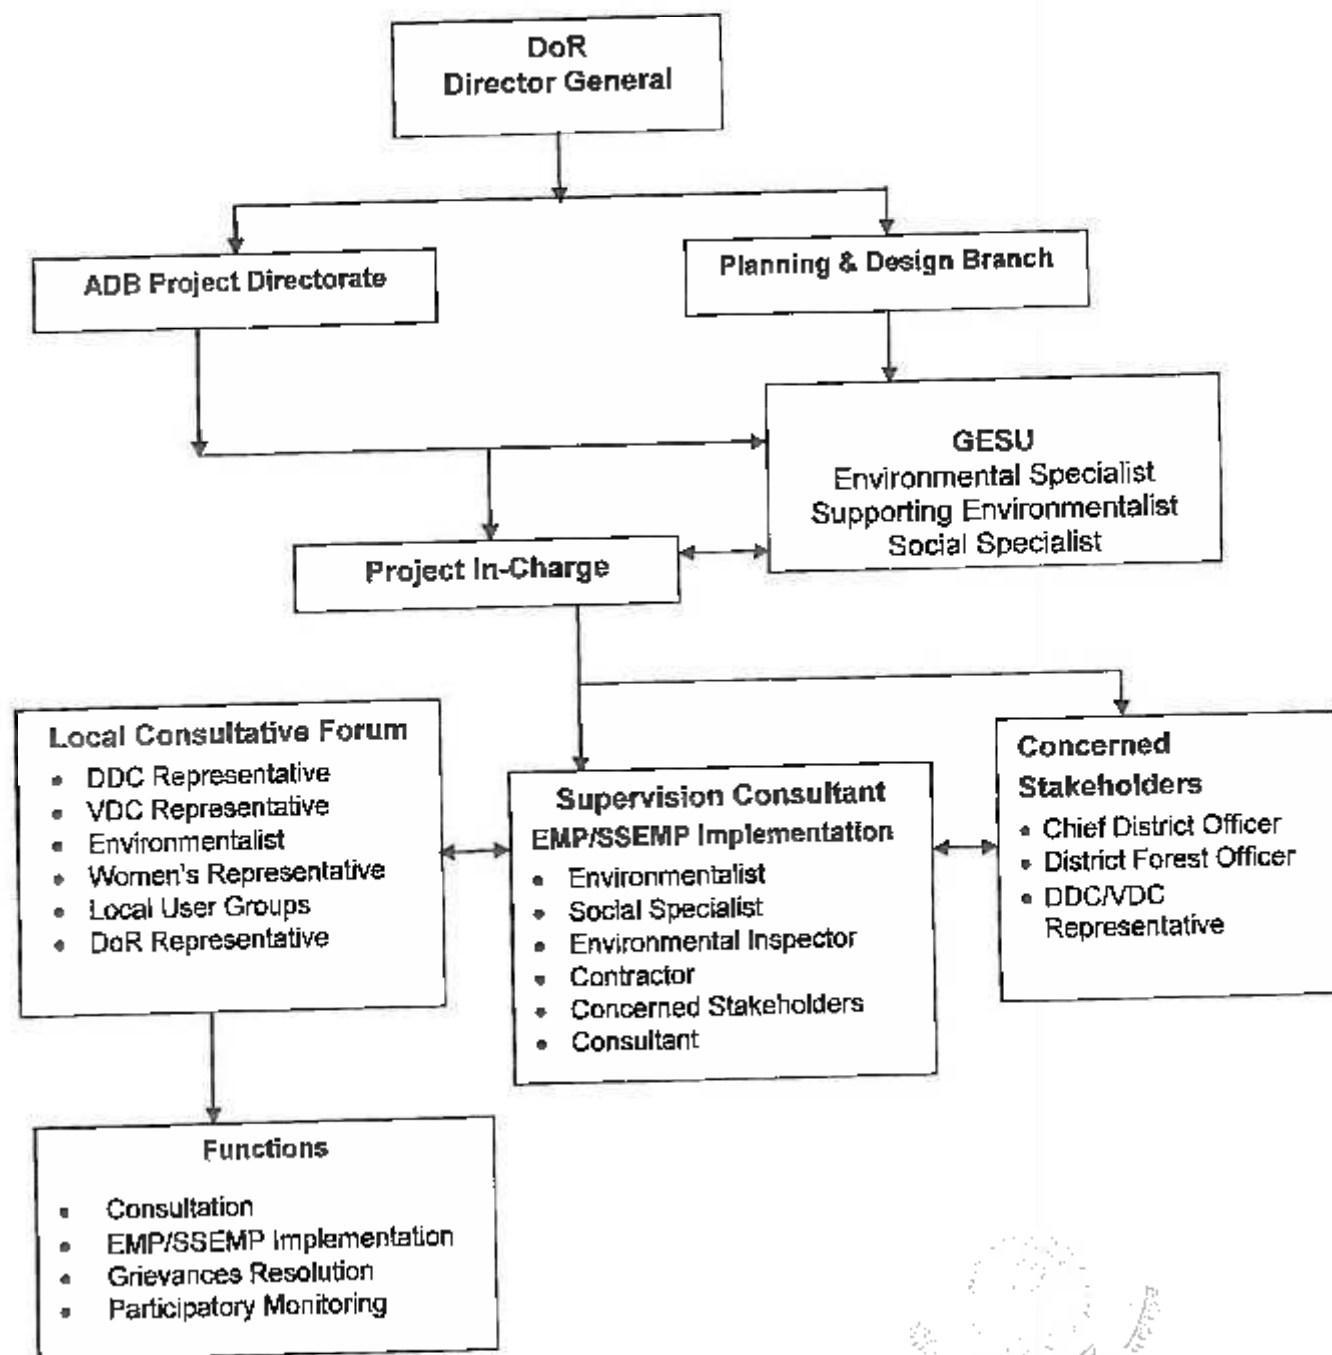 DoR
Director General
ADB Project Directorate
Planning & Design Branch
GESU
Environmental Specialist
Supporting Environmentalist
Social Specialist
Project In-Charge
Local Consultative Forum
• DDC Representative
• VDC Representative
• Environmentalist
• Women's Representative
• Local User Groups
• DoR Representative
Supervision Consultant
EMP/SSEMP Implementation
• Environmentalist
• Social Specialist
• Environmental Inspector
• Contractor
• Concerned Stakeholders
• Consultant
Concerned
Stakeholders
• Chief District Officer
• District Forest Officer
• DDC/VDC
Representative
Functions
• Consultation
• EMP/SSEMP Implementation
• Grievances Resolution
• Participatory Monitoring